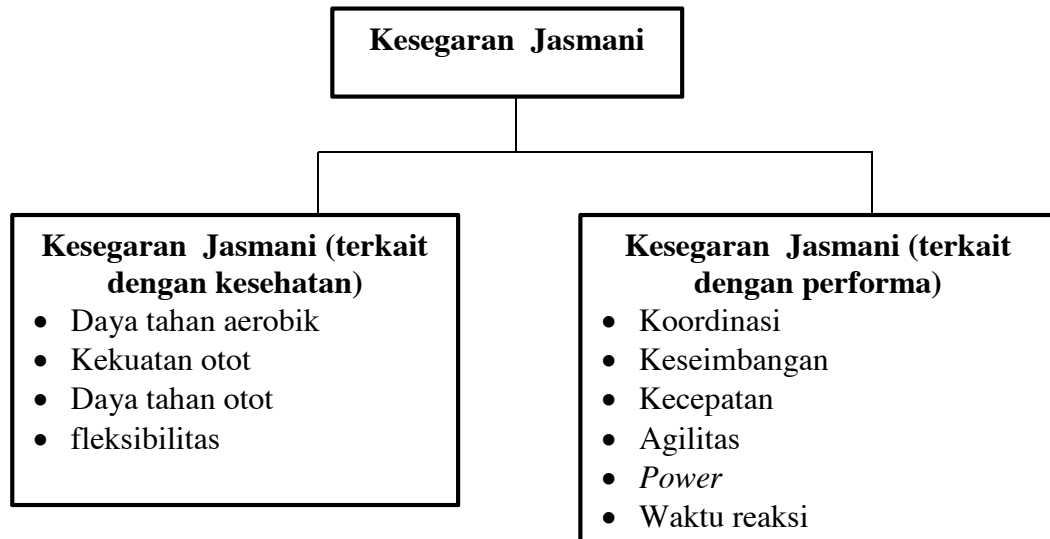 Kesegaran Jasmani
Kesegaran Jasmani (terkait
dengan kesehatan)
• Daya tahan aerobik
• Kekuatan otot
• Daya tahan otot
• fleksibilitas
Kesegaran Jasmani (terkait
dengan performa)
• Koordinasi
• Keseimbangan
• Kecepatan
• Agilitas
• Power
• Waktu reaksi